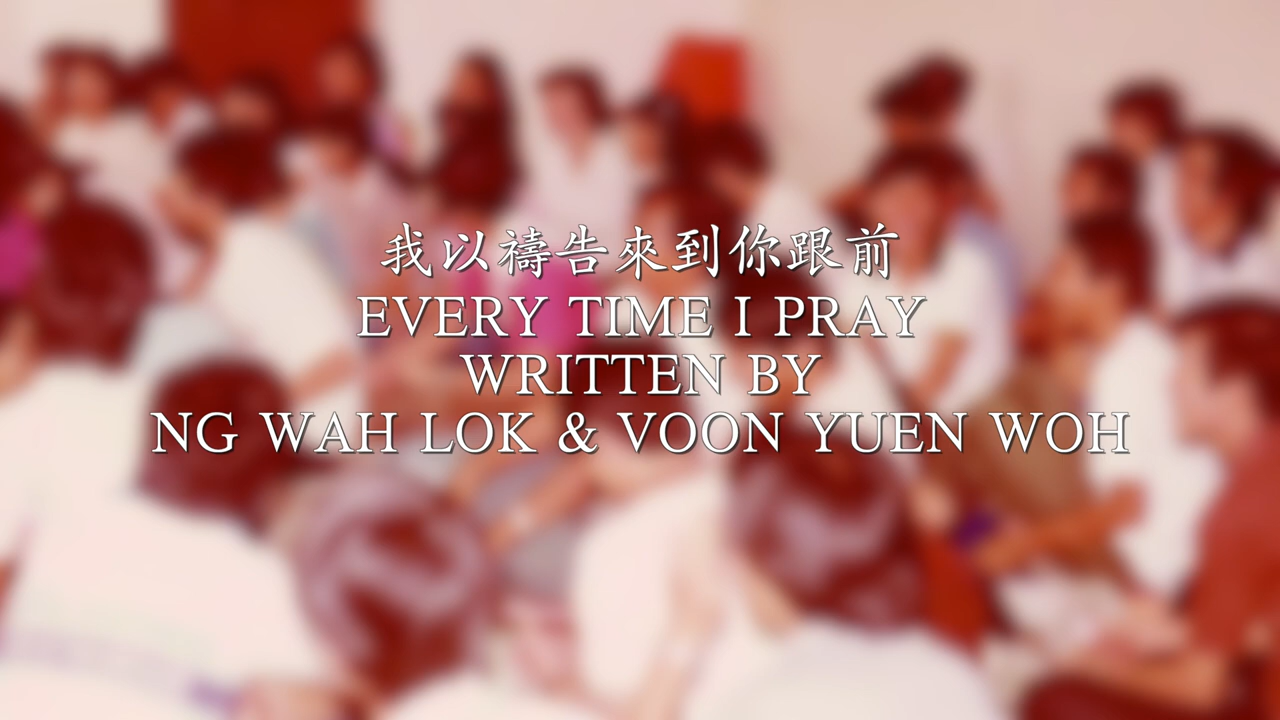 我以禱告來到你跟前
EVERY TIME I PRAY
WRITTEN BY
NG WAH LOK & VOON YUEN WOH